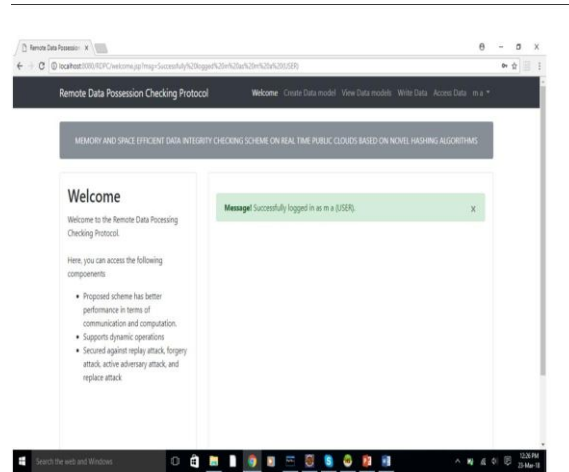 Remote Data Possession
localhost:8080/RDPC/welcome.jsp?msg=Successfully%20logged%20in%20as%20m%20a%20(USER)
Remote Data Possession Checking Protocol Welcome Create Data model View Data models Write Data Access Data m a
MEMORY AND SPACE EFFICIENT DATA INTEGRITY CHECKING SCHEME ON REAL TIME PUBLIC CLOUDS BASED ON NOVEL HASHING ALGORITHMS
Welcome
Welcome to the Remote Data Pocessing
Checking Protocol.
Here, you can access the following
compoenents
Proposed scheme has better
performance in terms of
communication and computation.
Supports dynamic operations
Secured against replay attack, forgery
attack, active adversary attack, and
replace attack
Message! Successfully logged in as m a (USER). x
Search the web and Windows
12:26 PM
23-Mar-18